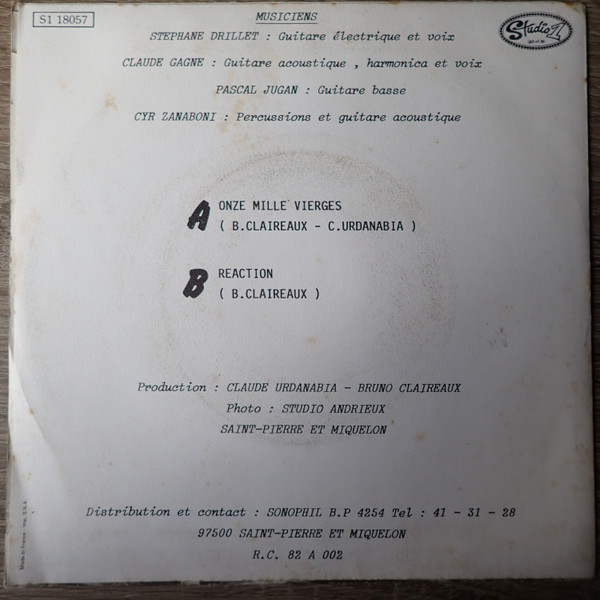 S1 18057
MUSICIENS
Studio 1
STEPHANE DRILLET : Guitare électrique et voix
CLAUDE GAGNE : Guitare acoustique , harmonica et voix
PASCAL JUGAN : Guitare basse
CYR ZANABONI : Percussions et guitare acoustique
A ONZE MILLE VIERGES
( B.CLAIREAUX - C.URDANABIA )
B REACTION
( B.CLAIREAUX )
Production : CLAUDE URDANABIA - BRUNO CLAIREAUX
Photo : STUDIO ANDRIEUX
SAINT-PIERRE ET MIQUELON
Distribution et contact : SONOPHIL B.P 4254 Tel : 41 - 31 - 28
97500 SAINT-PIERRE ET MIQUELON
R.C. 82 A 002
Made in France